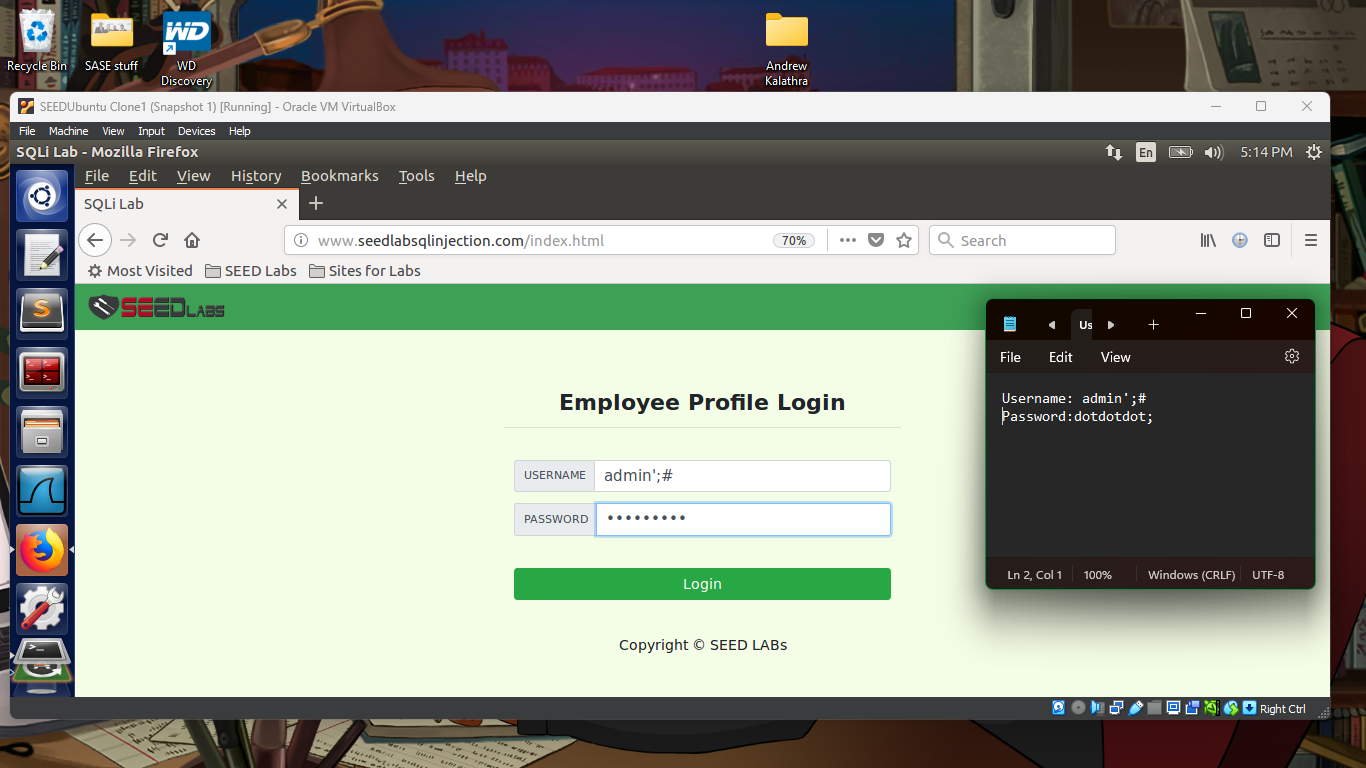 Recycle Bin
SASE stuff
WD
WD
Discovery
Andrew
Kalathra
SEEDUbuntu Clone1 (Snapshot 1) [Running] - Oracle VM VirtualBox
File Machine View Input Devices Help
SQLi Lab - Mozilla Firefox
En
5:14 PM
File Edit View History Bookmarks Tools Help
SQLi Lab
www.seedlabsqlinjection.com/index.html
70%
Search
Most Visited SEED Labs Sites for Labs
SEEDLABS
Employee Profile Login
USERNAME admin';#
PASSWORD •••••••••
Login
Copyright © SEED LABs
Us
File Edit View
Username: admin';#
Password:dotdotdot;
Ln 2, Col 1 100% Windows (CRLF) UTF-8
Right Ctrl